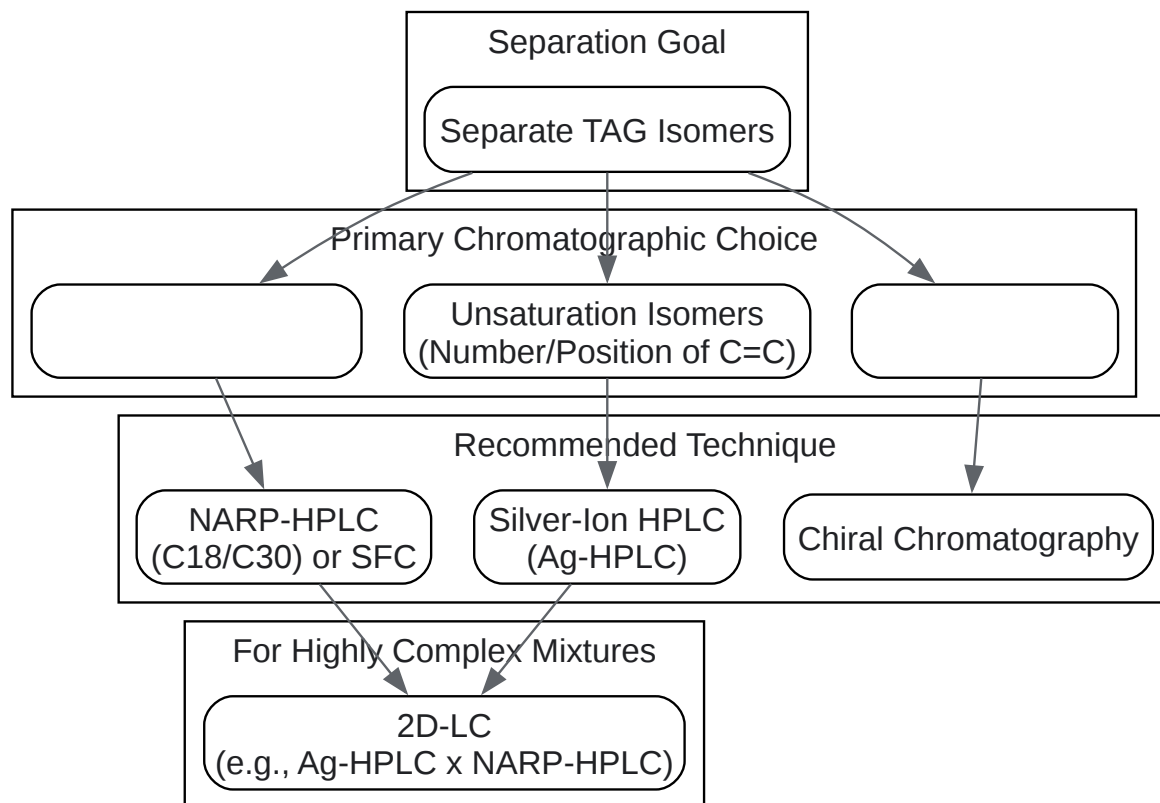 Separation Goal
Separate TAG Isomers
Primary Chromatographic Choice
Unsaturation Isomers
(Number/Position of C=C)
Recommended Technique
NARP-HPLC
(C18/C30) or SFC
Silver-Ion HPLC
(Ag-HPLC)
Chiral Chromatography
For Highly Complex Mixtures
2D-LC
(e.g., Ag-HPLC x NARP-HPLC)